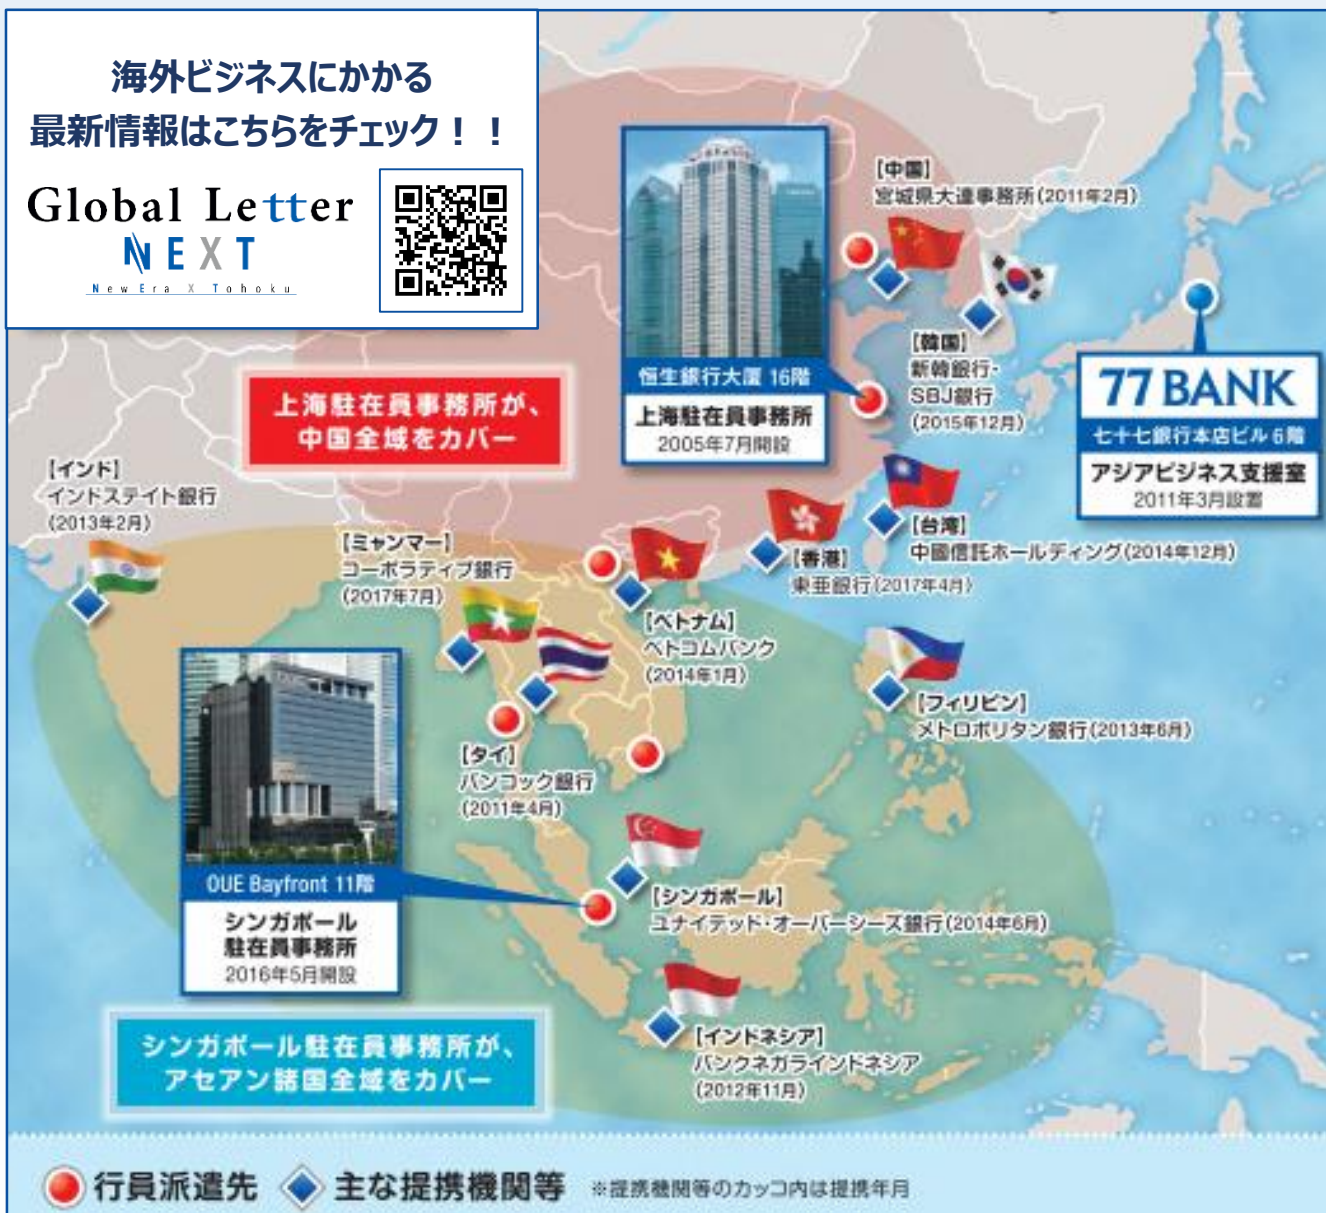 海外ビジネスにかかる
最新情報はこちらをチェック！！
Global Letter
NEXT
New Era X Tohoku
【中国】
宮城県大連事務所(2011年2月)
恒生銀行大厦 16階
上海駐在員事務所
2005年7月開設
【韓国】
新韓銀行・
SBJ銀行
(2015年12月)
77 BANK
七十七銀行本店ビル6階
アジアビジネス支援室
2011年3月設置
上海駐在員事務所が、
中国全域をカバー
【インド】
インドステイト銀行
(2013年2月)
【ミャンマー】
コーポラティブ銀行
(2017年7月)
【台湾】
中國信託ホールディング(2014年12月)
【香港】
東亜銀行(2017年4月)
【ベトナム】
ベトコムバンク
(2014年1月)
【フィリピン】
メトロポリタン銀行(2013年6月)
【タイ】
バンコック銀行
(2011年4月)
OUE Bayfront 11階
シンガポール
駐在員事務所
2016年5月開設
【シンガポール】
ユナイテッド・オーバーシーズ銀行(2014年6月)
【インドネシア】
バンクネガラインドネシア
(2012年11月)
シンガポール駐在員事務所が、
アセアン諸国全域をカバー
行員派遣先 主な提携機関等 ※提携機関等のカッコ内は提携年月